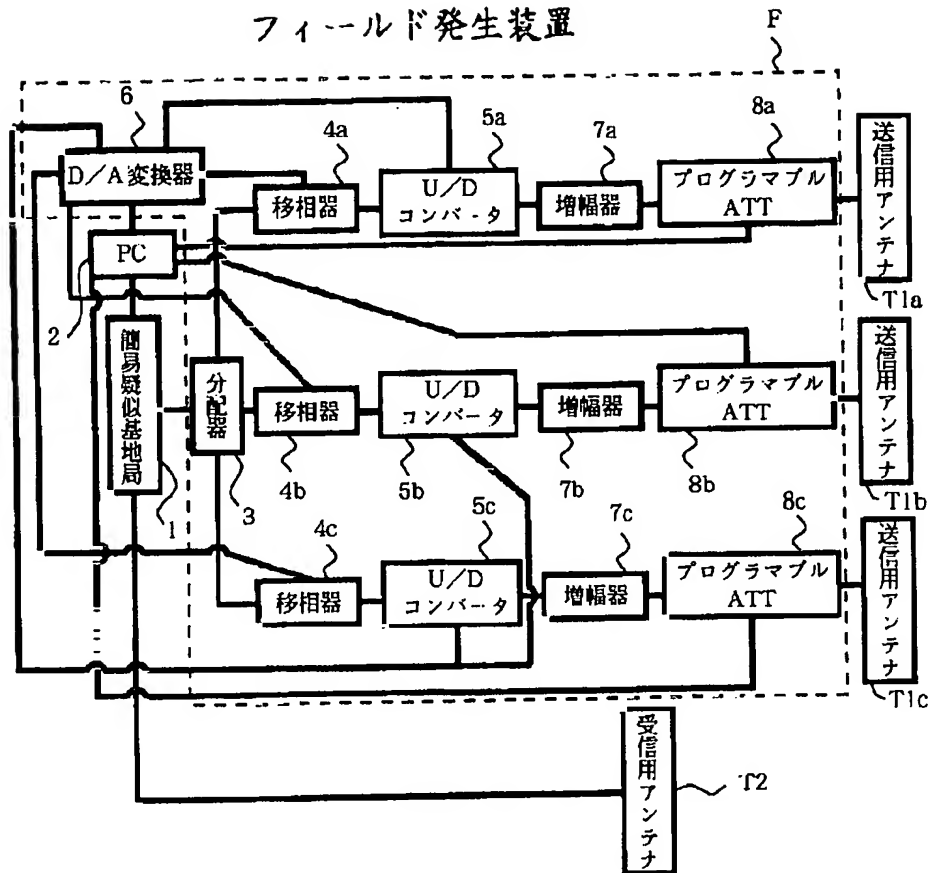 フィールド発生装置
F
6
4a
5a
7a
8a
D/A変換器
移相器
U/D
コンバータ
増幅器
プログラマブル
ATT
送信用アンテナ
T1a
PC
2
簡易疑似基地局
1
分配器
3
移相器
4b
U/D
コンバータ
5b
増幅器
7b
プログラマブル
ATT
8b
送信用アンテナ
T1b
4c
5c
7c
8c
移相器
U/D
コンバータ
増幅器
プログラマブル
ATT
送信用アンテナ
T1c
受信用アンテナ
T2